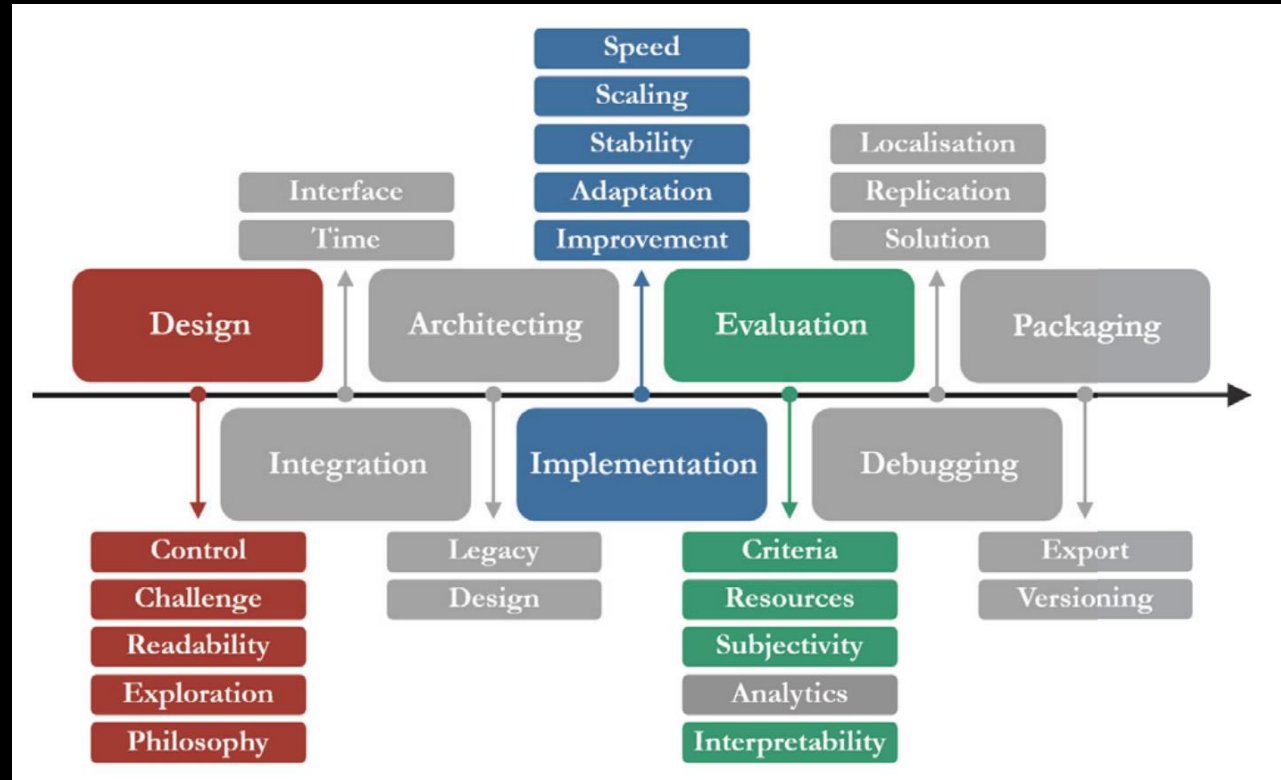 Speed
Scaling
Stability
Adaptation
Improvement
Localisation
Replication
Solution
Interface
Time
Design
Architecting
Evaluation
Packaging
Integration
Implementation
Debugging
Control
Challenge
Readability
Exploration
Philosophy
Legacy
Design
Criteria
Resources
Subjectivity
Analytics
Interpretability
Export
Versioning